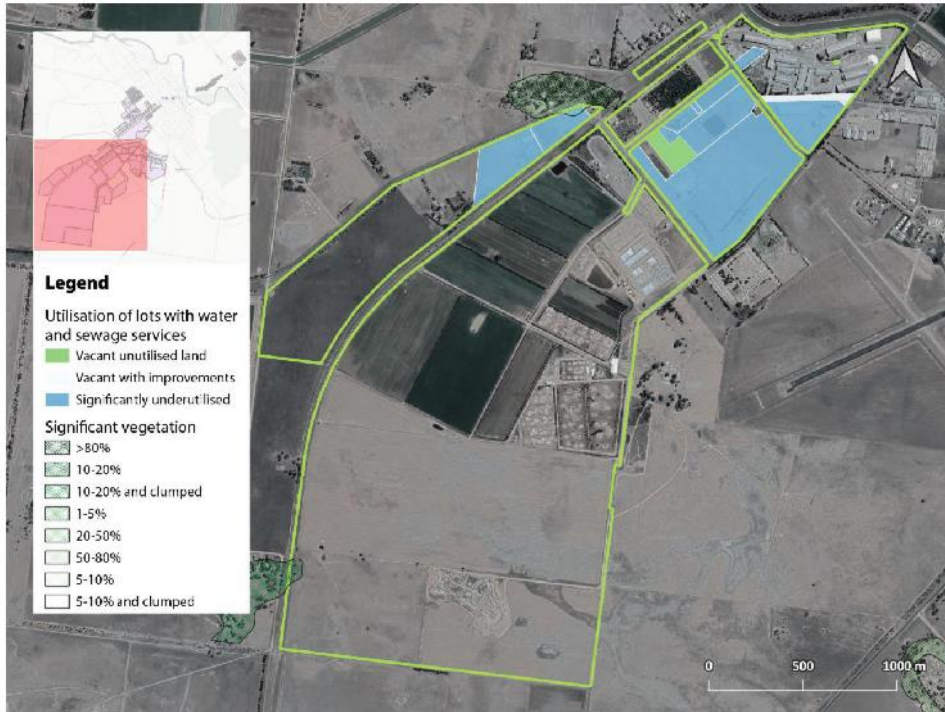 Legend
Utilisation of lots with water
and sewage services
Vacant unutilised land
Vacant with improvements
Significantly underutilised
Significant vegetation
>80%
10-20%
10-20% and clumped
1-5%
20-50%
50-80%
5-10%
5-10% and clumped
0 500 1000 m